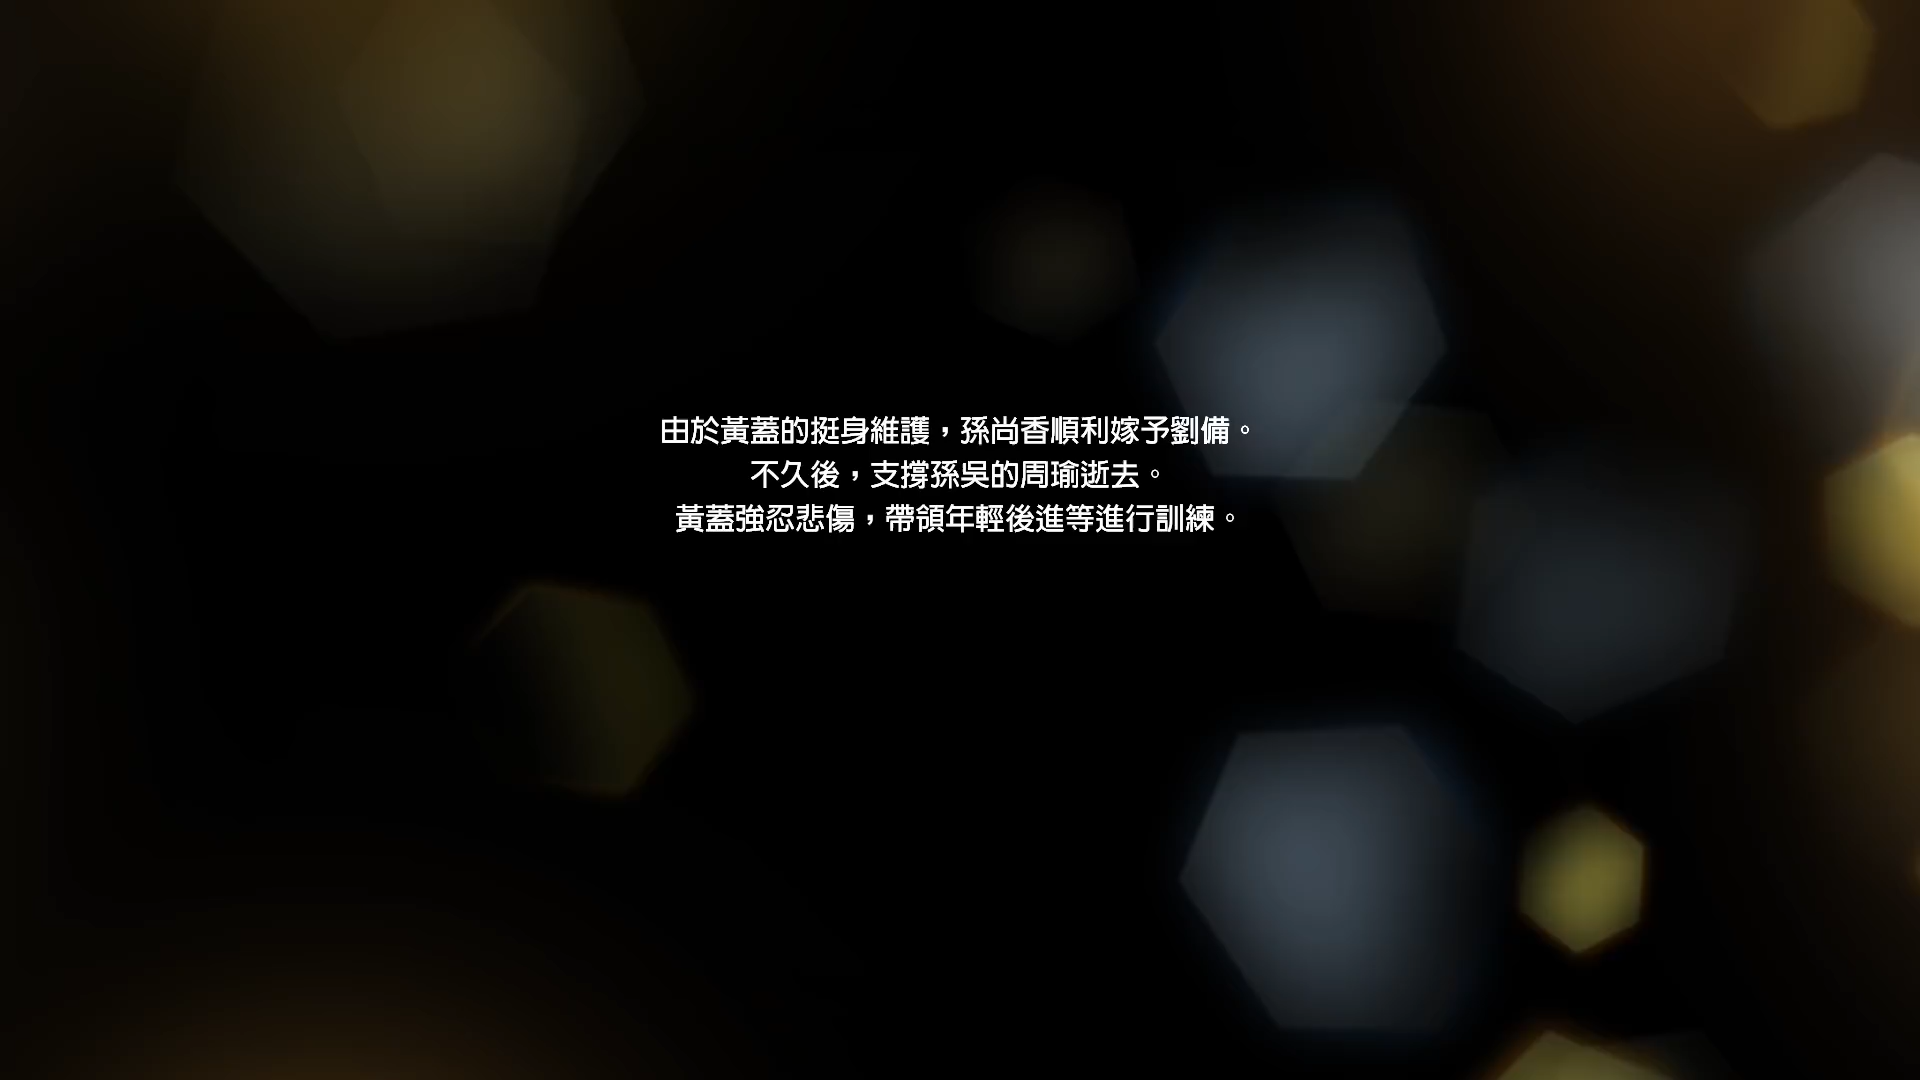 由於黃蓋的挺身維護，孫尚香順利嫁予劉備。
不久後，支撐孫吳的周瑜逝去。
黃蓋強忍悲傷，帶領年輕後進等進行訓練。